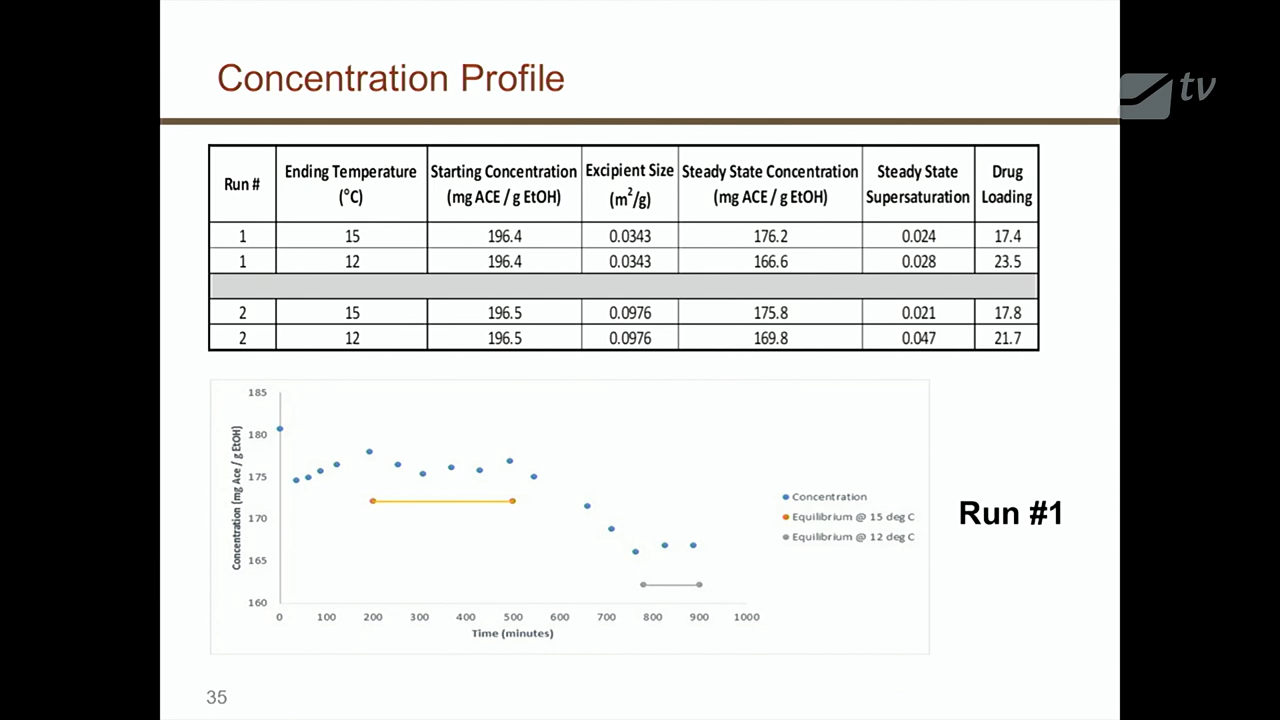 Concentration Profile
tv
Run # Ending Temperature (°C) Starting Concentration (mg ACE / g EtOH) Excipient Size (m²/g) Steady State Concentration (mg ACE / g EtOH) Steady State Supersaturation Drug Loading
1 15 196.4 0.0343 176.2 0.024 17.4
1 12 196.4 0.0343 166.6 0.028 23.5
2 15 196.5 0.0976 175.8 0.021 17.8
2 12 196.5 0.0976 169.8 0.047 21.7
185
180
175
170
165
160
Concentration (mg Ace / g EtOH)
0 100 200 300 400 500 600 700 800 900 1000
Time (minutes)
Concentration
Equilibrium @ 15 deg C
Equilibrium @ 12 deg C
Run #1
35